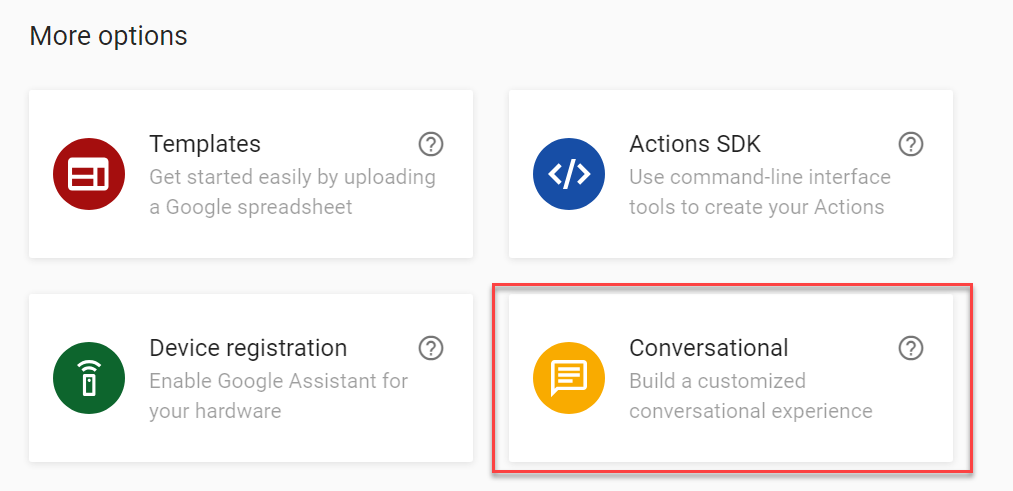 More options
Templates
Get started easily by uploading
a Google spreadsheet
Actions SDK
Use command-line interface
tools to create your Actions
Device registration
Enable Google Assistant for
your hardware
Conversational
Build a customized
conversational experience